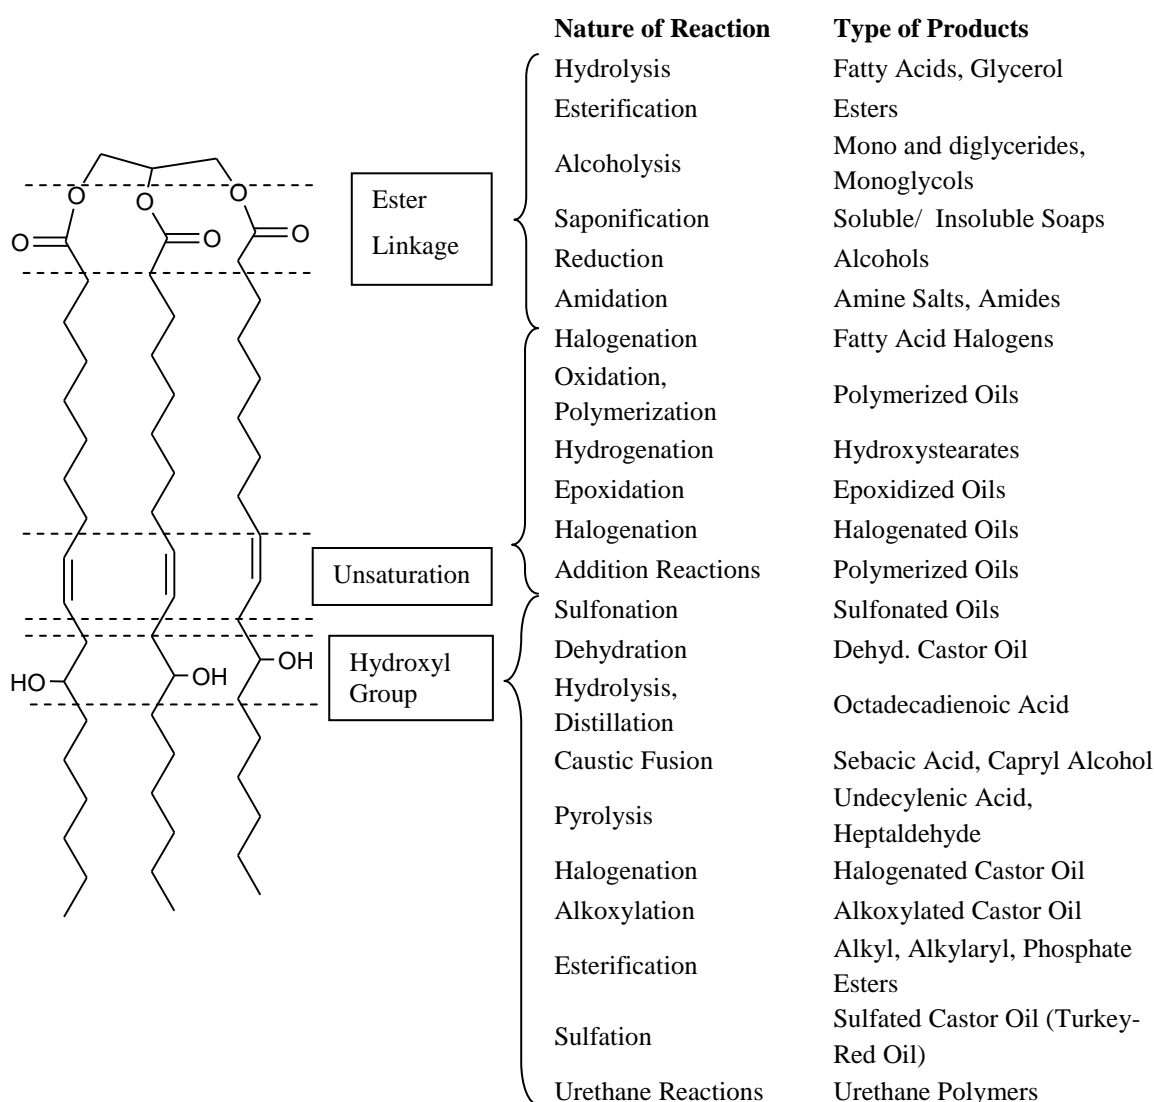 Nature of Reaction Type of Products
Hydrolysis Fatty Acids, Glycerol
Esterification Esters
Alcoholysis Mono and diglycerides,
Monoglycols
Saponification Soluble/ Insoluble Soaps
Reduction Alcohols
Amidation Amine Salts, Amides
Halogenation Fatty Acid Halogens
Oxidation,
Polymerization Polymerized Oils
Hydrogenation Hydroxystearates
Epoxidation Epoxidized Oils
Halogenation Halogenated Oils
Addition Reactions Polymerized Oils
Sulfonation Sulfonated Oils
Dehydration Dehyd. Castor Oil
Hydrolysis,
Distillation Octadecadienoic Acid
Caustic Fusion Sebacic Acid, Capryl Alcohol
Pyrolysis Undecylenic Acid,
Heptaldehyde
Halogenation Halogenated Castor Oil
Alkoxylation Alkoxylated Castor Oil
Esterification Alkyl, Alkylaryl, Phosphate
Esters
Sulfation Sulfated Castor Oil (Turkey-
Red Oil)
Urethane Reactions Urethane Polymers
Ester
Linkage
Unsaturation
Hydroxyl
Group
O O O
O O O
HO OH OH